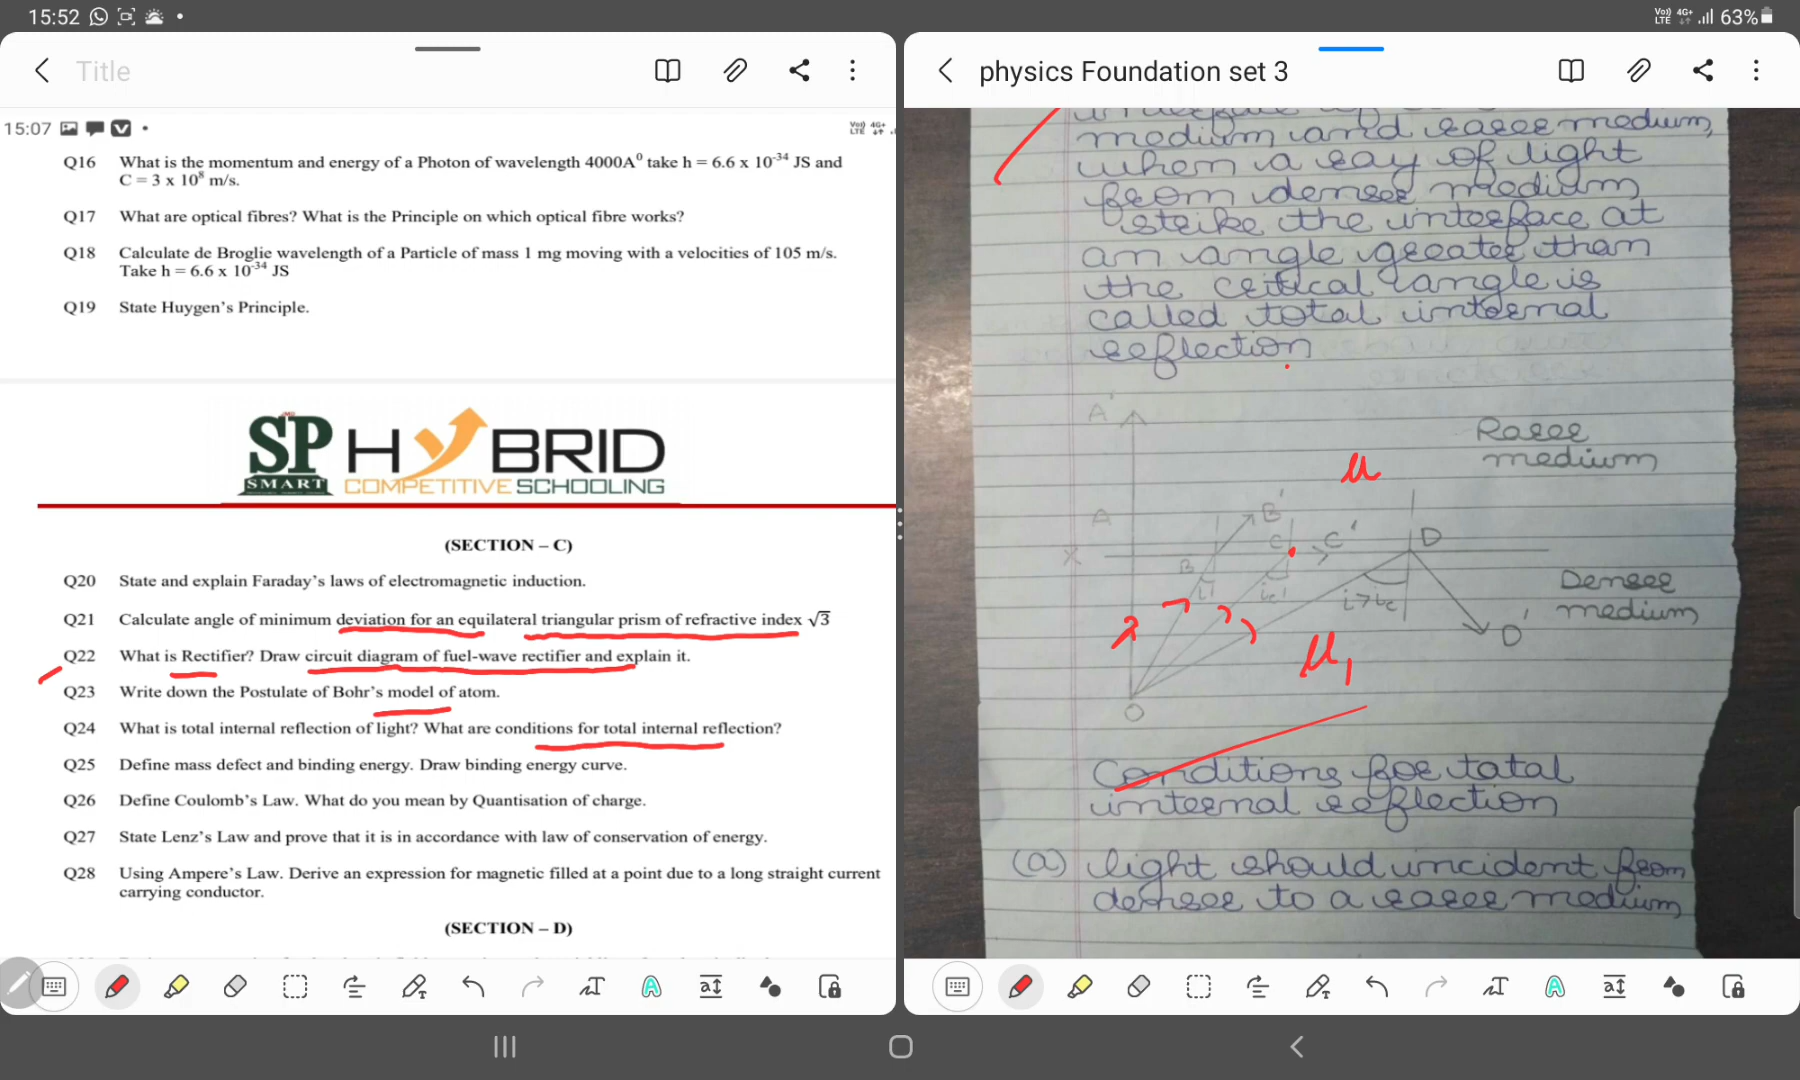 15:52
Vo)) 4G+
LTE
63%
Title
15:07
Vo)) 4G+
LTE
Q16 What is the momentum and energy of a Photon of wavelength 4000A⁰ take h = 6.6 x 10⁻³⁴ JS and
C = 3 x 10⁸ m/s.
Q17 What are optical fibres? What is the Principle on which optical fibre works?
Q18 Calculate de Broglie wavelength of a Particle of mass 1 mg moving with a velocities of 105 m/s.
Take h = 6.6 x 10⁻³⁴ JS
Q19 State Huygen's Principle.
SP HYBRID
SMART COMPETITIVE SCHOOLING
(SECTION – C)
Q20 State and explain Faraday's laws of electromagnetic induction.
Q21 Calculate angle of minimum deviation for an equilateral triangular prism of refractive index √3
Q22 What is Rectifier? Draw circuit diagram of fuel-wave rectifier and explain it.
Q23 Write down the Postulate of Bohr's model of atom.
Q24 What is total internal reflection of light? What are conditions for total internal reflection?
Q25 Define mass defect and binding energy. Draw binding energy curve.
Q26 Define Coulomb's Law. What do you mean by Quantisation of charge.
Q27 State Lenz's Law and prove that it is in accordance with law of conservation of energy.
Q28 Using Ampere's Law. Derive an expression for magnetic filled at a point due to a long straight current
carrying conductor.
(SECTION – D)
physics Foundation set 3
medium and rarer medium,
when a ray of light
from denser medium
strike the interface at
an angle greater than
the critical angle is
called total internal
reflection
A'
Rarer
medium
μ
A B'
C C' D
X
B
i ic i>ic
Denser
medium
D'
μ₁
O
Conditions for tatal
internal reflection
(a) light should incident from
denser to a rarer medium